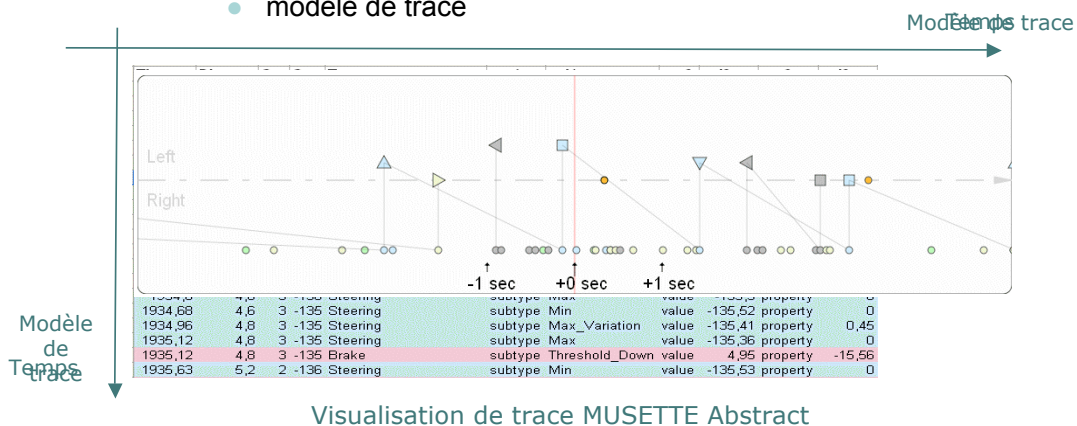 modèle de trace
Modèle de trace
Temps
Left
Right
-1 sec +0 sec +1 sec
1934,68 4,6 3 -135 Steering subtype Min value -135,52 property 0
1934,96 4,8 3 -135 Steering subtype Max_Variation value -135,41 property 0,45
1935,12 4,8 3 -135 Steering subtype Max value -135,36 property 0
1935,12 4,8 3 -135 Brake subtype Threshold_Down value 4,95 property -15,56
1935,63 5,2 2 -136 Steering subtype Min value -135,53 property 0
Modèle
de
trace
Temps
Visualisation de trace MUSETTE Abstract